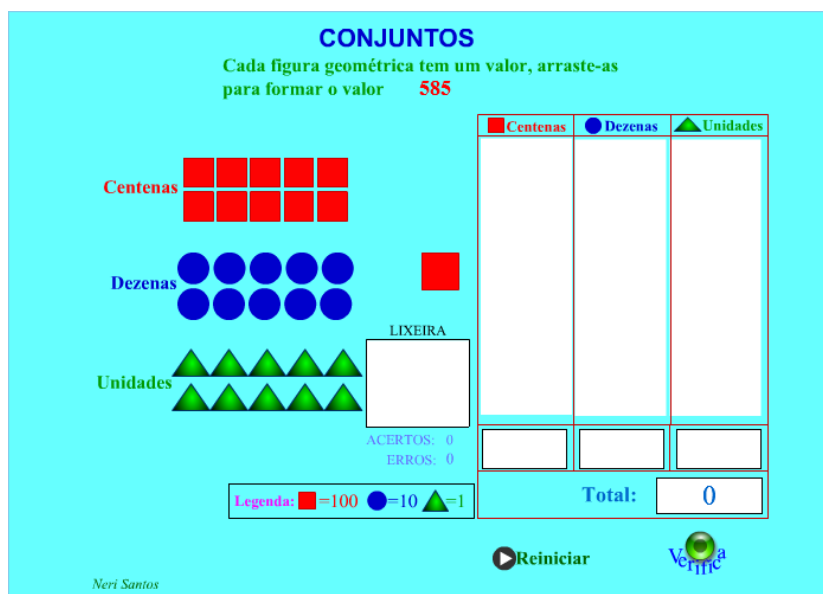 CONJUNTOS
Cada figura geométrica tem um valor, arraste-as
para formar o valor 585
Centenas Dezenas Unidades
Centenas
Dezenas
LIXEIRA
Unidades
ACERTOS: 0
ERROS: 0
Legenda: =100 =10 =1
Total: 0
Reiniciar
Verifica
Neri Santos